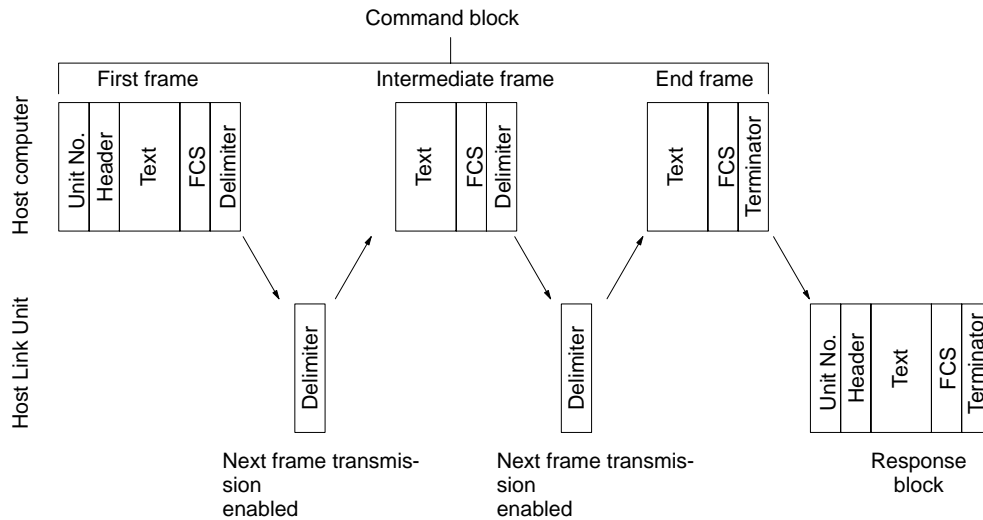 Command block
First frame
Intermediate frame
End frame
Host computer
Unit No.
Header
Text
FCS
Delimiter
Text
FCS
Delimiter
Text
FCS
Terminator
Host Link Unit
Delimiter
Delimiter
Unit No.
Header
Text
FCS
Terminator
Next frame transmis-
sion
enabled
Next frame transmis-
sion
enabled
Response
block